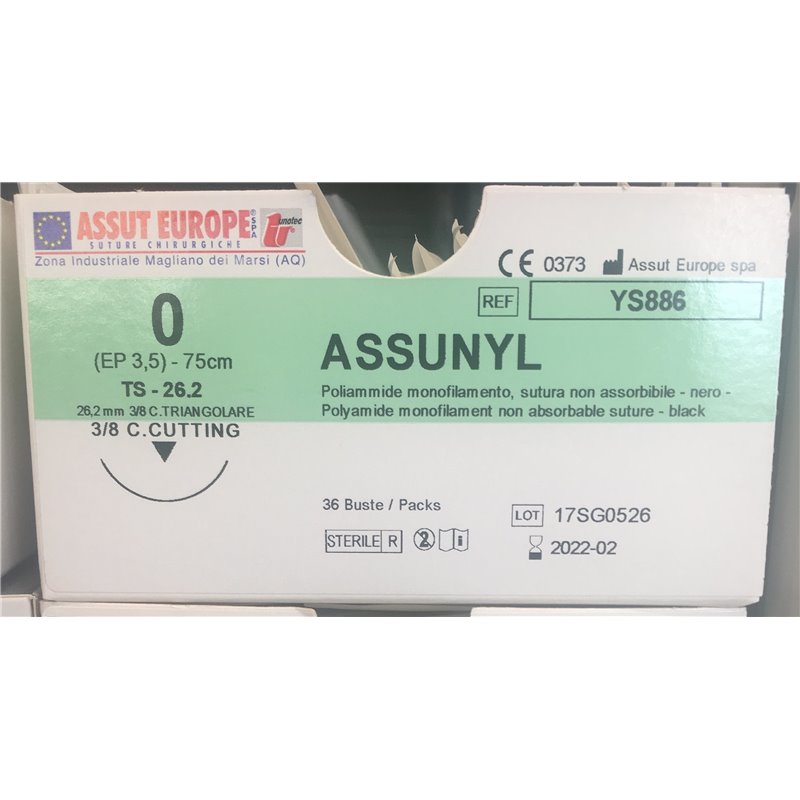 ASSUT EUROPE® SPA
SUTURE CHIRURGICHE
Zona Industriale Magliano dei Marsi (AQ)
CE 0373 Assut Europe spa
REF YS886
0
(EP 3,5) - 75cm
TS - 26.2
26,2 mm 3/8 C.TRIANGOLARE
3/8 C.CUTTING
ASSUNYL
Poliammide monofilamento, sutura non assorbibile - nero -
Polyamide monofilament non absorbable suture - black
36 Buste / Packs
STERILE R
2
i
LOT 17SG0526
2022-02